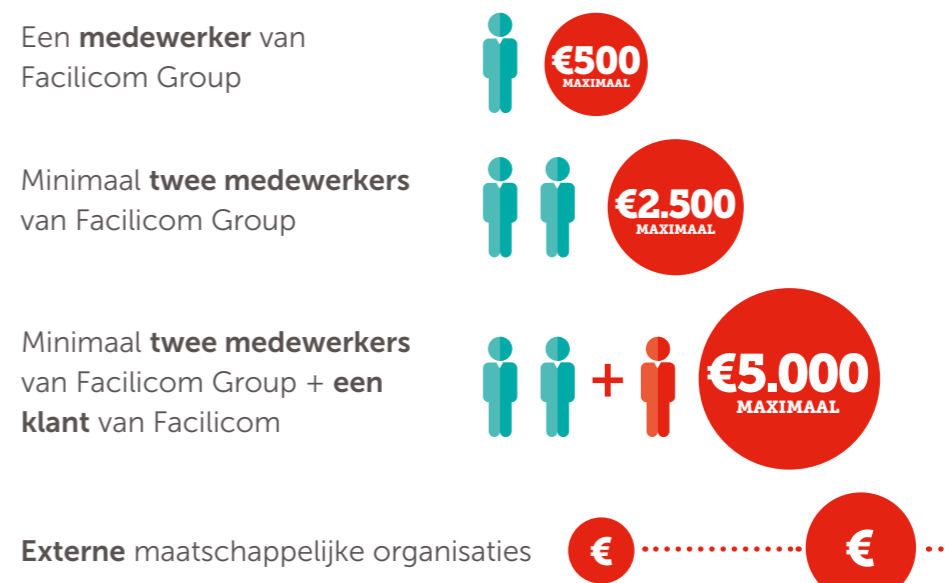 Een medewerker van
Facilicom Group
€500
MAXIMAAL
Minimaal twee medewerkers
van Facilicom Group
€2.500
MAXIMAAL
Minimaal twee medewerkers
van Facilicom Group + een
klant van Facilicom
+
€5.000
MAXIMAAL
Externe maatschappelijke organisaties
€
€